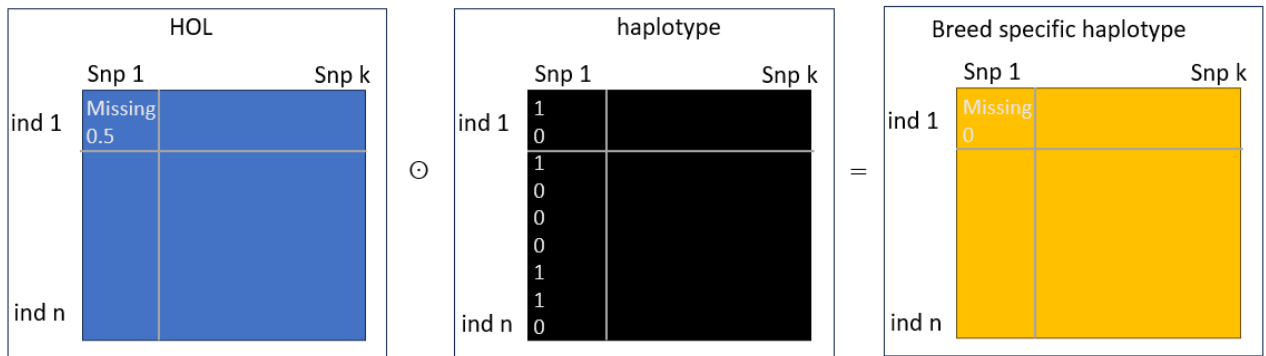 HOL
Snp 1 Snp k
ind 1
Missing
0.5
ind n
⊙
haplotype
Snp 1 Snp k
ind 1
1
0
1
0
0
0
1
1
0
ind n
=
Breed specific haplotype
Snp 1 Snp k
ind 1
Missing
0
ind n